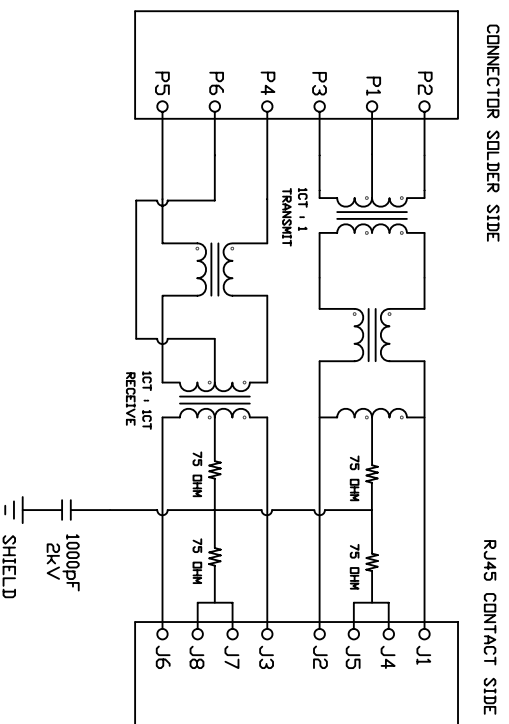 CONNECTOR SOLDER SIDE
RJ45 CONTACT SIDE
P2
P1
P3
P4
P6
P5
1CT : 1
TRANSMIT
1CT : 1CT
RECEIVE
75 OHM
75 OHM
75 OHM
75 OHM
J1
J4
J5
J2
J3
J7
J8
J6
1000pF
2kV
SHIELD